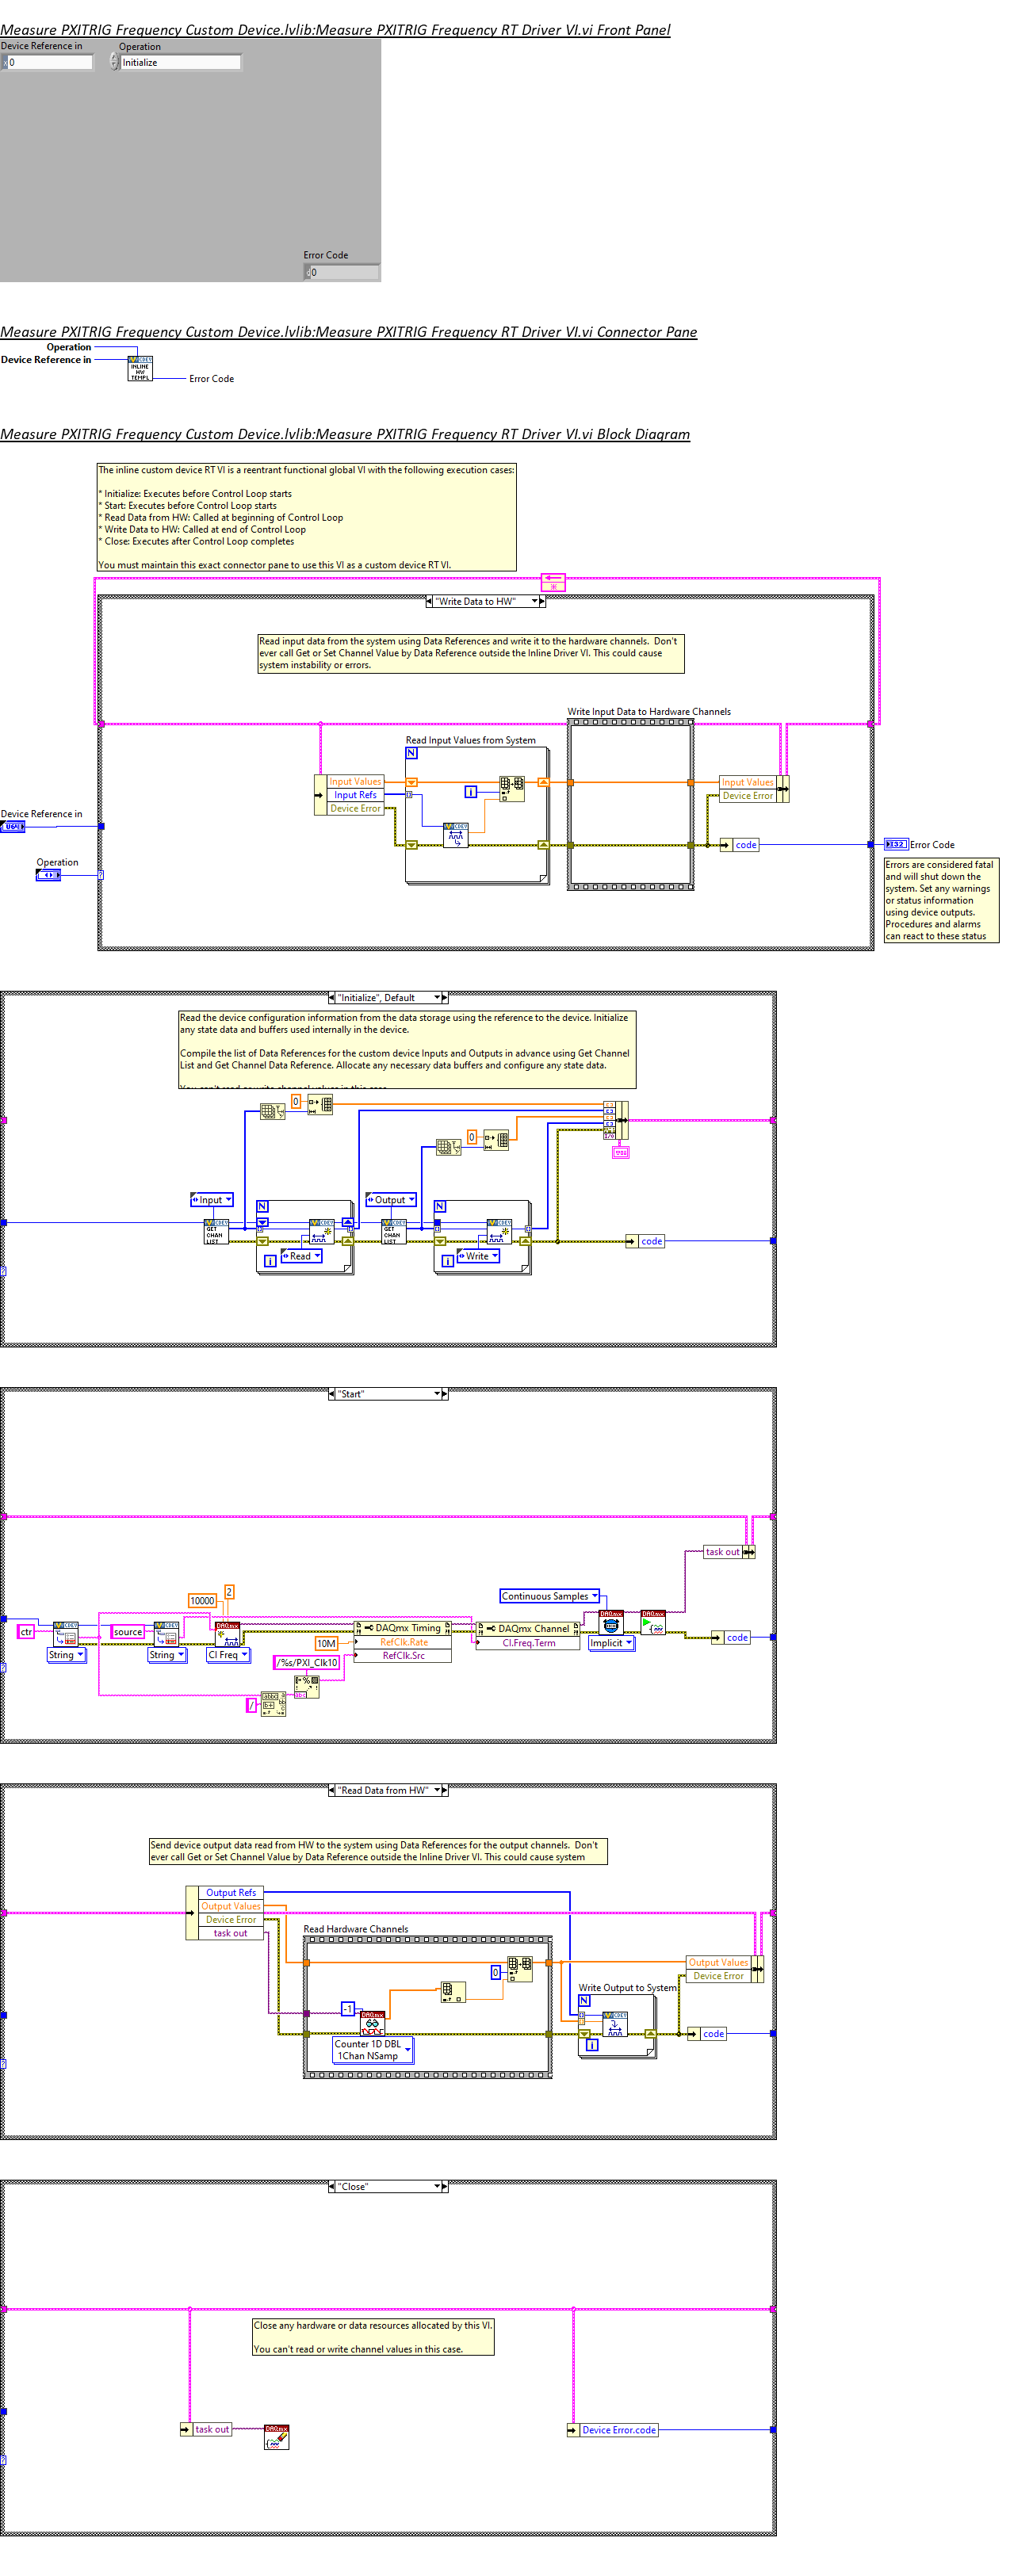 Measure PXITRIG Frequency Custom Device.lvlib:Measure PXITRIG Frequency RT Driver VI.vi Front Panel
Device Reference in
Operation
0
Initialize
Error Code
0
Measure PXITRIG Frequency Custom Device.lvlib:Measure PXITRIG Frequency RT Driver VI.vi Connector Pane
Operation
Device Reference in
CDEV
INLINE
HW
TEMPL
Error Code
Measure PXITRIG Frequency Custom Device.lvlib:Measure PXITRIG Frequency RT Driver VI.vi Block Diagram
The inline custom device RT VI is a reentrant functional global VI with the following execution cases:
* Initialize: Executes before Control Loop starts
* Start: Executes before Control Loop starts
* Read Data from HW: Called at beginning of Control Loop
* Write Data to HW: Called at end of Control Loop
* Close: Executes after Control Loop completes
You must maintain this exact connector pane to use this VI as a custom device RT VI.
"Write Data to HW"
Read input data from the system using Data References and write it to the hardware channels. Don't
ever call Get or Set Channel Value by Data Reference outside the Inline Driver VI. This could cause
system instability or errors.
Write Input Data to Hardware Channels
Read Input Values from System
N
Input Values
Input Refs
Device Error
i
CDEV
Input Values
Device Error
code
Device Reference in
U64
Operation
I32
Error Code
Errors are considered fatal
and will shut down the
system. Set any warnings
or status information
using device outputs.
Procedures and alarms
can react to these status
"Initialize", Default
Read the device configuration information from the data storage using the reference to the device. Initialize
any state data and buffers used internally in the device.
Compile the list of Data References for the custom device Inputs and Outputs in advance using Get Channel
List and Get Channel Data Reference. Allocate any necessary data buffers and configure any state data.
You can't read or write channel values in this case.
0
0
Input
N
Output
N
CDEV
GET
CHAN
LIST
CDEV
CDEV
GET
CHAN
LIST
CDEV
i
Read
i
Write
code
"Start"
task out
2
10000
Continuous Samples
ctr
CDEV
source
CDEV
DAQmx
DAQmx Timing
DAQmx Channel
DAQmx
DAQmx
String
String
CI Freq
10M
RefClk.Rate
CI.Freq.Term
Implicit
code
RefClk.Src
/%s/PXI_Clk10
/
"Read Data from HW"
Send device output data read from HW to the system using Data References for the output channels. Don't
ever call Get or Set Channel Value by Data Reference outside the Inline Driver VI. This could cause system
Output Refs
Output Values
Device Error
task out
Read Hardware Channels
0
Output Values
Device Error
Write Output to System
N
-1
DAQmx
CDEV
i
code
Counter 1D DBL
1Chan NSamp
"Close"
Close any hardware or data resources allocated by this VI.
You can't read or write channel values in this case.
task out
DAQmx
Device Error.code